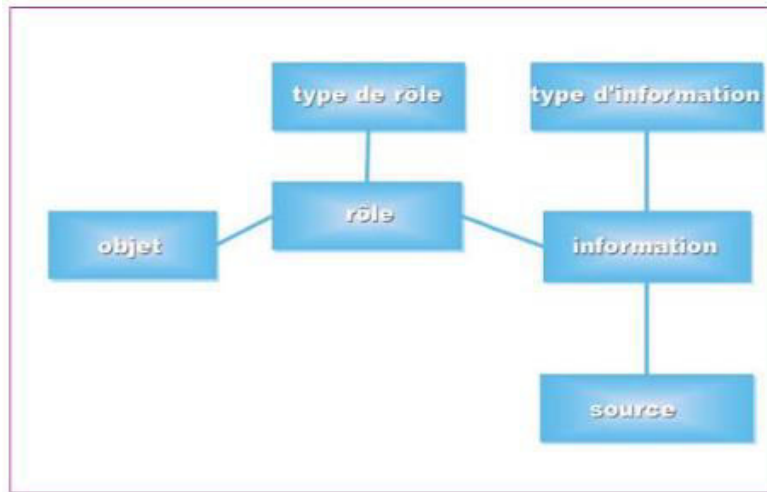 type de rôle
type d'information
rôle
objet
information
source